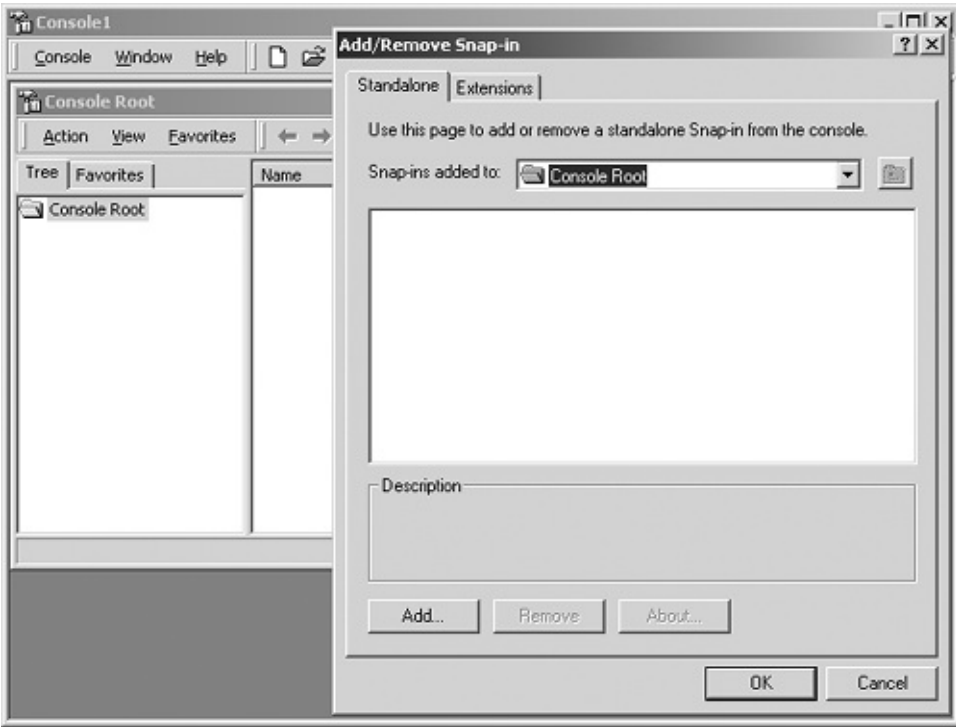 Console1
Console Window Help
Console Root
Action View Favorites
Tree Favorites
Name
Console Root
Add/Remove Snap-in
Standalone Extensions
Use this page to add or remove a standalone Snap-in from the console.
Snap-ins added to: Console Root
Description
Add... Remove About...
OK Cancel